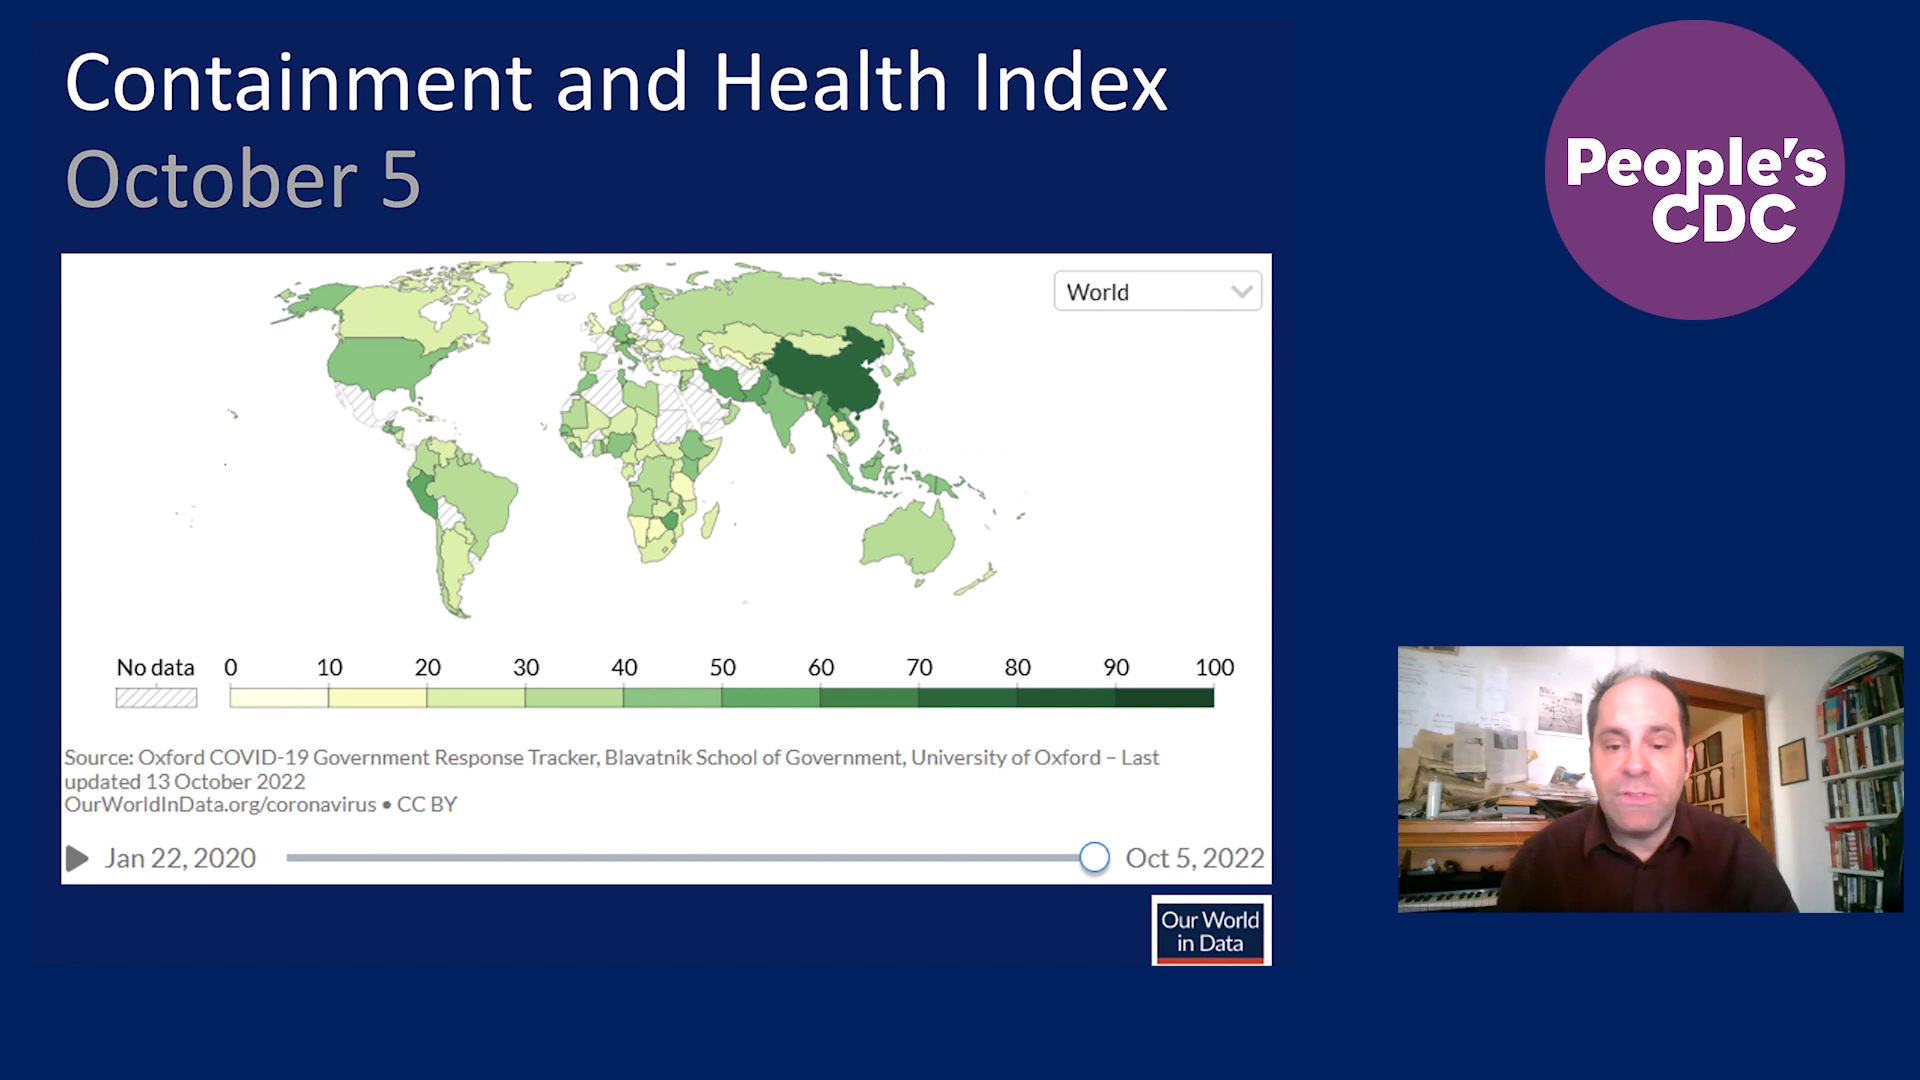 Containment and Health Index
October 5
People's
CDC
World
No data 0 10 20 30 40 50 60 70 80 90 100
Source: Oxford COVID-19 Government Response Tracker, Blavatnik School of Government, University of Oxford – Last
updated 13 October 2022
OurWorldInData.org/coronavirus • CC BY
Jan 22, 2020 Oct 5, 2022
Our World
in Data